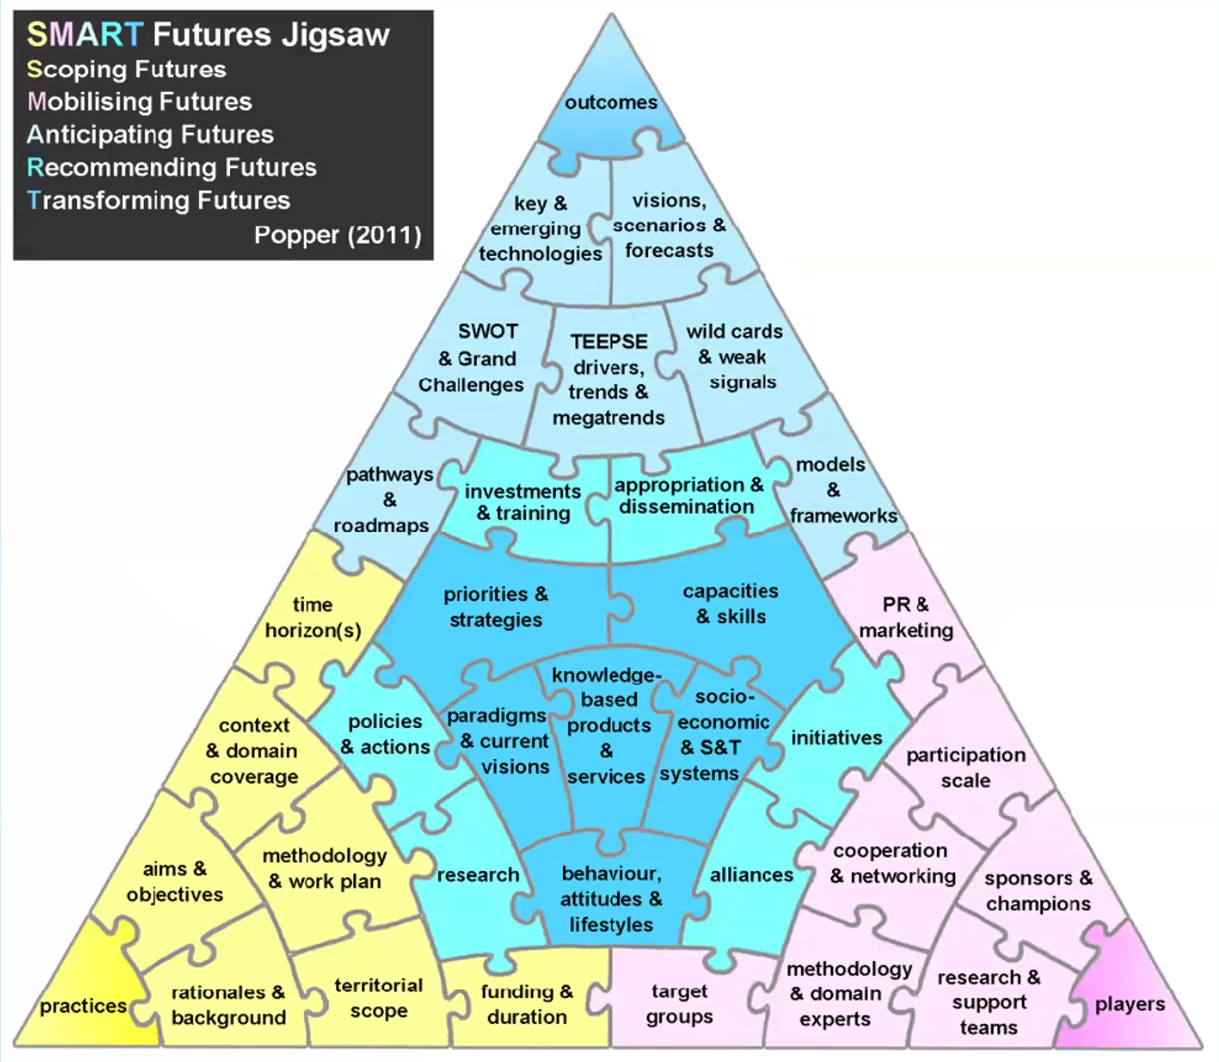 SMART Futures Jigsaw
Scoping Futures
Mobilising Futures
Anticipating Futures
Recommending Futures
Transforming Futures
Popper (2011)
outcomes
key &
emerging
technologies
visions,
scenarios &
forecasts
SWOT
& Grand
Challenges
TEEPSE
drivers,
trends &
megatrends
wild cards
& weak
signals
pathways
&
roadmaps
investments
& training
appropriation &
dissemination
models
&
frameworks
time
horizon(s)
priorities &
strategies
capacities
& skills
PR &
marketing
context
& domain
coverage
policies
& actions
paradigms
& current
visions
knowledge-
based
products
&
services
socio-
economic
& S&T
systems
initiatives
participation
scale
aims &
objectives
methodology
& work plan
research
behaviour,
attitudes &
lifestyles
alliances
cooperation
& networking
sponsors &
champions
practices
rationales &
background
territorial
scope
funding &
duration
target
groups
methodology
& domain
experts
research &
support
teams
players